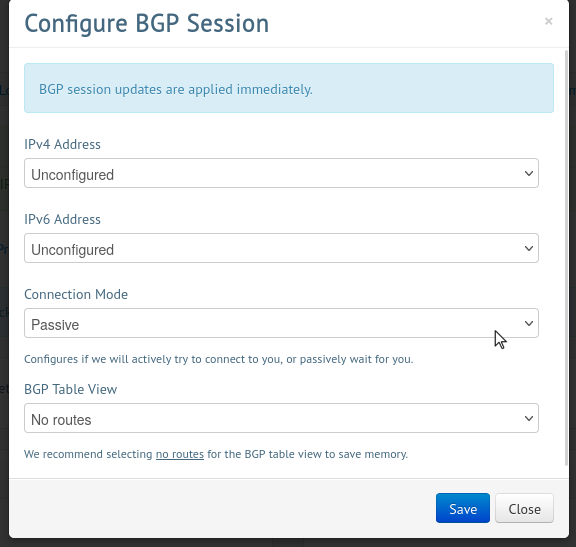 Configure BGP Session
×
BGP session updates are applied immediately.
IPv4 Address
Unconfigured
IPv6 Address
Unconfigured
Connection Mode
Passive
Configures if we will actively try to connect to you, or passively wait for you.
BGP Table View
No routes
We recommend selecting no routes for the BGP table view to save memory.
Save
Close